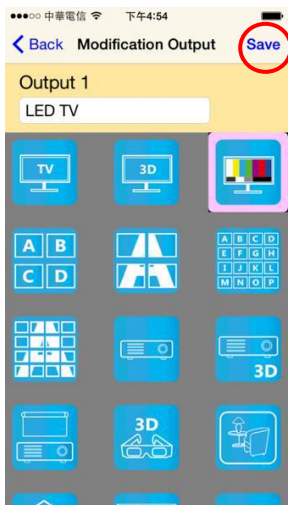 中華電信 下午4:54
Back Modification Output Save
Output 1
LED TV
TV 3D
A B
C D
A B C D
E F G H
I J K L
M N O P
3D
3D